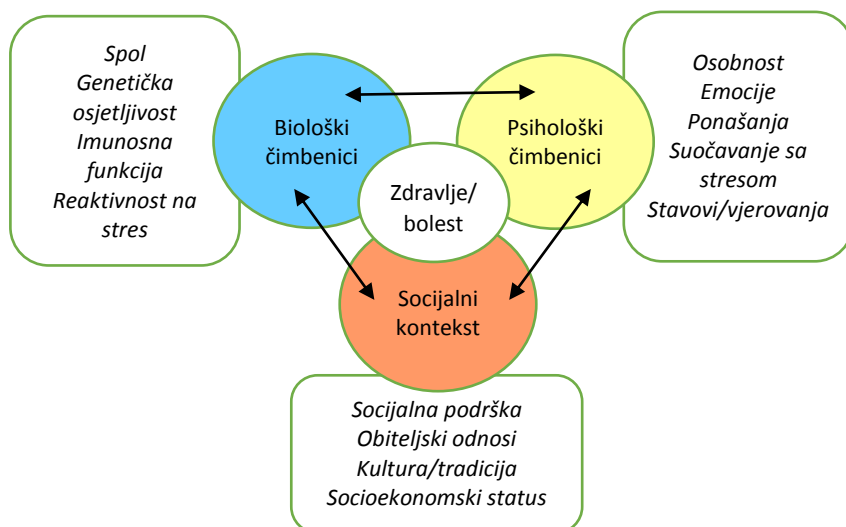 Spol
Genetička
osjetljivost
Imunosna
funkcija
Reaktivnost na
stres
Biološki
čimbenici
Psihološki
čimbenici
Osobnost
Emocije
Ponašanja
Suočavanje sa
stresom
Stavovi/vjerovanja
Zdravlje/
bolest
Socijalni
kontekst
Socijalna podrška
Obiteljski odnosi
Kultura/tradicija
Socioekonomski status